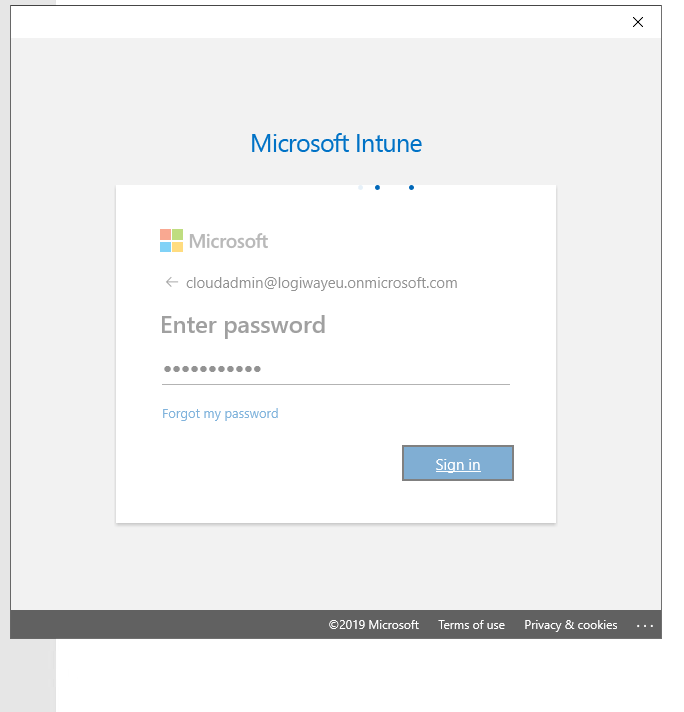 Microsoft Intune
Microsoft
cloudadmin@logiwayeu.onmicrosoft.com
Enter password
•••••••••••
Forgot my password
Sign in
©2019 Microsoft Terms of use Privacy & cookies ...